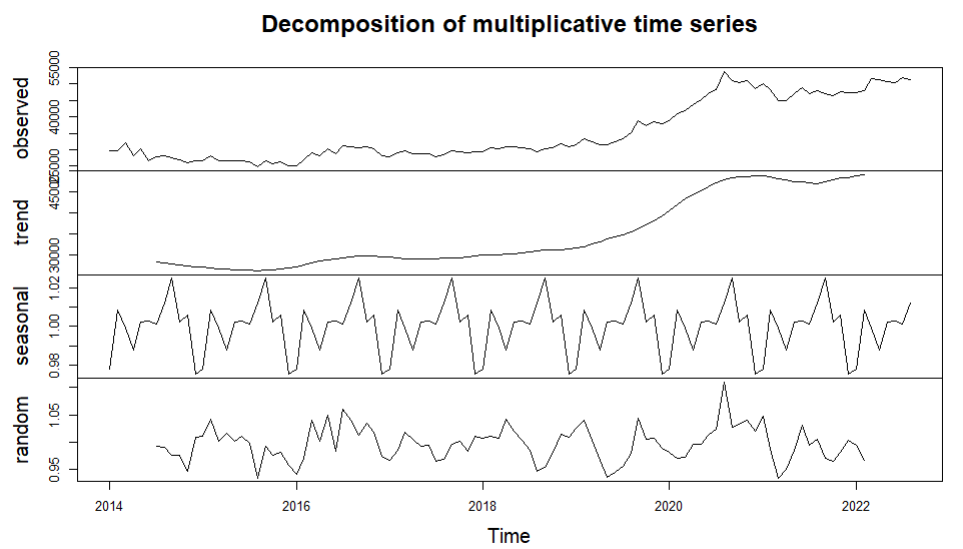 Decomposition of multiplicative time series
observed
25000
40000
55000
trend
30000
45000
seasonal
0.98
1.00
1.02
random
0.95
1.05
2014
2016
2018
2020
2022
Time